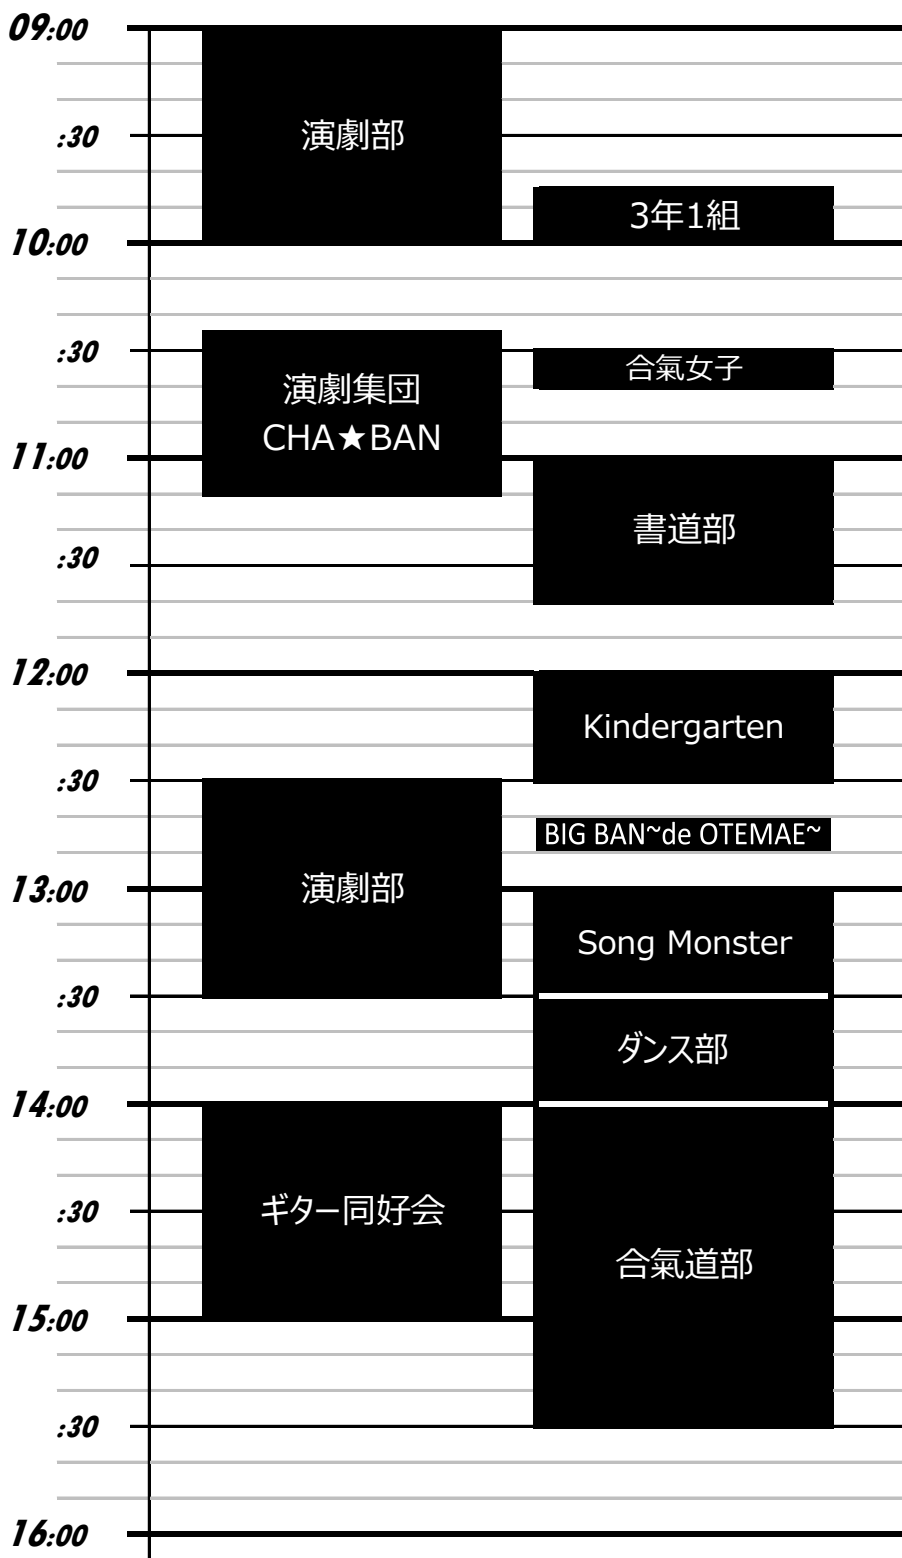 09:00
演劇部
:30
3年1組
10:00
:30
合氣女子
演劇集団
CHA★BAN
11:00
書道部
:30
12:00
Kindergarten
:30
BIG BAN~de OTEMAE~
13:00
演劇部
Song Monster
:30
ダンス部
14:00
:30
ギター同好会
合氣道部
15:00
:30
16:00